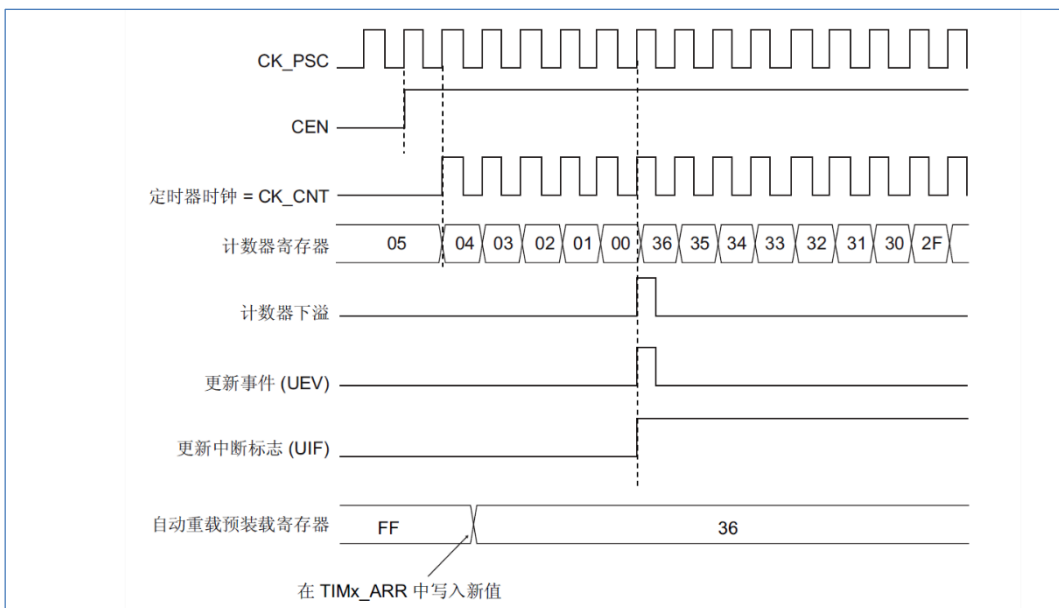 CK_PSC
CEN
定时器时钟 = CK_CNT
计数器寄存器 05 04 03 02 01 00 36 35 34 33 32 31 30 2F
计数器下溢
更新事件 (UEV)
更新中断标志 (UIF)
自动重载预装载寄存器 FF 36
在 TIMx_ARR 中写入新值